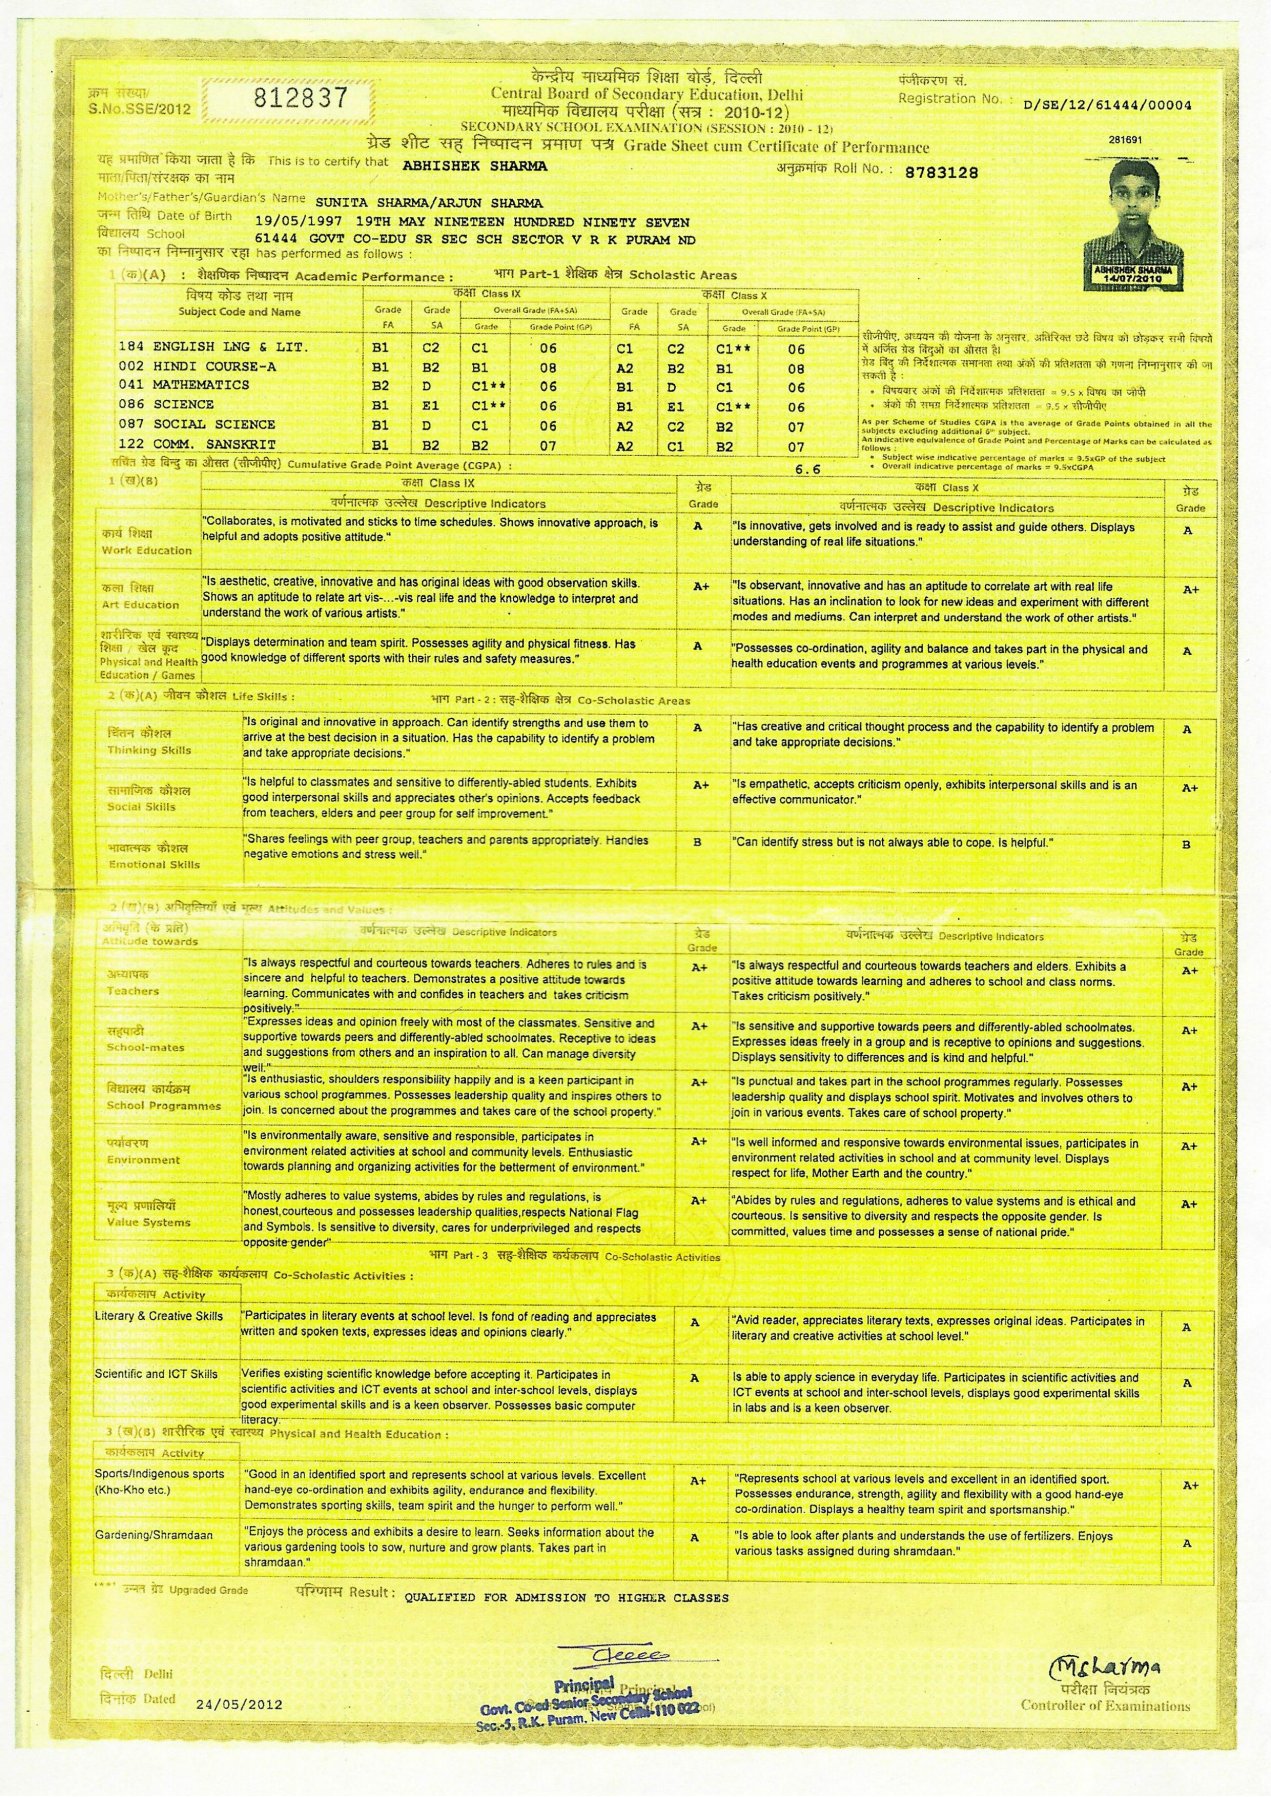 केन्द्रीय माध्यमिक शिक्षा बोर्ड, दिल्ली
Central Board of Secondary Education, Delhi
माध्यमिक विद्यालय परीक्षा (सत्र : 2010-12)
SECONDARY SCHOOL EXAMINATION (SESSION : 2010 - 12)
ग्रेड शीट सह निष्पादन प्रमाण पत्र Grade Sheet cum Certificate of Performance
क्रम संख्या/
S.No.SSE/2012 812837
पंजीकरण सं.
Registration No. : D/SE/12/61444/00004
यह प्रमाणित किया जाता है कि This is to certify that ABHISHEK SHARMA
अनुक्रमांक Roll No. : 8783128
281691
माता/पिता/संरक्षक का नाम
Mother's/Father's/Guardian's Name SUNITA SHARMA/ARJUN SHARMA
जन्म तिथि Date of Birth 19/05/1997 19TH MAY NINETEEN HUNDRED NINETY SEVEN
विद्यालय School 61444 GOVT CO-EDU SR SEC SCH SECTOR V R K PURAM ND
का निष्पादन निम्नानुसार रहा has performed as follows :
ABHISHEK SHARMA
14/07/2010
1 (क)(A) : शैक्षणिक निष्पादन Academic Performance : भाग Part-1 शैक्षिक क्षेत्र Scholastic Areas
विषय कोड तथा नाम
Subject Code and Name
कक्षा Class IX कक्षा Class X
Grade Grade Overall Grade (FA+SA) Grade Grade Overall Grade (FA+SA)
FA SA Grade Grade Point (GP) FA SA Grade Grade Point (GP)
184 ENGLISH LNG & LIT. B1 C2 C1 06 C1 C2 C1** 06
002 HINDI COURSE-A B1 B2 B1 08 A2 B2 B1 08
041 MATHEMATICS B2 D C1** 06 B1 D C1 06
086 SCIENCE B1 E1 C1** 06 B1 E1 C1** 06
087 SOCIAL SCIENCE B1 D C1 06 A2 C2 B2 07
122 COMM. SANSKRIT B1 B2 B2 07 A2 C1 B2 07
सीजीपीए, अध्ययन की योजना के अनुसार, अतिरिक्त छठे विषय को छोड़कर सभी विषयों
में अर्जित ग्रेड बिंदुओं का औसत है।
ग्रेड बिंदु की निर्देशात्मक समानता तथा अंकों की प्रतिशतता की गणना निम्नानुसार की जा
सकती है :
• विषयवार अंकों की निर्देशात्मक प्रतिशतता = 9.5 x विषय का जीपी
• अंकों की समग्र निर्देशात्मक प्रतिशतता = 9.5 x सीजीपीए
As per Scheme of Studies CGPA is the average of Grade Points obtained in all the
subjects excluding additional 6th subject.
An indicative equivalence of Grade Point and Percentage of Marks can be calculated as
follows :
• Subject wise indicative percentage of marks = 9.5xGP of the subject
• Overall indicative percentage of marks = 9.5xCGPA
संचित ग्रेड बिन्दु का औसत (सीजीपीए) Cumulative Grade Point Average (CGPA) : 6.6
1 (ख)(B) कक्षा Class IX ग्रेड कक्षा Class X ग्रेड
वर्णनात्मक उल्लेख Descriptive Indicators Grade वर्णनात्मक उल्लेख Descriptive Indicators Grade
कार्य शिक्षा
Work Education
"Collaborates, is motivated and sticks to time schedules. Shows innovative approach, is
helpful and adopts positive attitude."
A
"Is innovative, gets involved and is ready to assist and guide others. Displays
understanding of real life situations."
A
कला शिक्षा
Art Education
"Is aesthetic, creative, innovative and has original ideas with good observation skills.
Shows an aptitude to relate art vis-...-vis real life and the knowledge to interpret and
understand the work of various artists."
A+
"Is observant, innovative and has an aptitude to correlate art with real life
situations. Has an inclination to look for new ideas and experiment with different
modes and mediums. Can interpret and understand the work of other artists."
A+
शारीरिक एवं स्वास्थ्य
शिक्षा / खेल कूद
Physical and Health
Education / Games
"Displays determination and team spirit. Possesses agility and physical fitness. Has
good knowledge of different sports with their rules and safety measures."
A
"Possesses co-ordination, agility and balance and takes part in the physical and
health education events and programmes at various levels."
A
2 (क)(A) जीवन कौशल Life Skills : भाग Part - 2 : सह-शैक्षिक क्षेत्र Co-Scholastic Areas
चिंतन कौशल
Thinking Skills
"Is original and innovative in approach. Can identify strengths and use them to
arrive at the best decision in a situation. Has the capability to identify a problem
and take appropriate decisions."
A
"Has creative and critical thought process and the capability to identify a problem
and take appropriate decisions."
A
सामाजिक कौशल
Social Skills
"Is helpful to classmates and sensitive to differently-abled students. Exhibits
good interpersonal skills and appreciates other's opinions. Accepts feedback
from teachers, elders and peer group for self improvement."
A+
"Is empathetic, accepts criticism openly, exhibits interpersonal skills and is an
effective communicator."
A+
भावात्मक कौशल
Emotional Skills
"Shares feelings with peer group, teachers and parents appropriately. Handles
negative emotions and stress well."
B
"Can identify stress but is not always able to cope. Is helpful."
B
2 (ख)(B) अभिवृत्तियाँ एवं मूल्य Attitudes and Values :
अभिवृति (के प्रति)
Attitude towards
वर्णनात्मक उल्लेख Descriptive Indicators ग्रेड वर्णनात्मक उल्लेख Descriptive Indicators ग्रेड
Grade Grade
अध्यापक
Teachers
"Is always respectful and courteous towards teachers. Adheres to rules and is
sincere and helpful to teachers. Demonstrates a positive attitude towards
learning. Communicates with and confides in teachers and takes criticism
positively."
A+
"Is always respectful and courteous towards teachers and elders. Exhibits a
positive attitude towards learning and adheres to school and class norms.
Takes criticism positively."
A+
सहपाठी
School-mates
"Expresses ideas and opinion freely with most of the classmates. Sensitive and
supportive towards peers and differently-abled schoolmates. Receptive to ideas
and suggestions from others and an inspiration to all. Can manage diversity
well."
A+
"Is sensitive and supportive towards peers and differently-abled schoolmates.
Expresses ideas freely in a group and is receptive to opinions and suggestions.
Displays sensitivity to differences and is kind and helpful."
A+
विद्यालय कार्यक्रम
School Programmes
"Is enthusiastic, shoulders responsibility happily and is a keen participant in
various school programmes. Possesses leadership quality and inspires others to
join. Is concerned about the programmes and takes care of the school property."
A+
"Is punctual and takes part in the school programmes regularly. Possesses
leadership quality and displays school spirit. Motivates and involves others to
join in various events. Takes care of school property."
A+
पर्यावरण
Environment
"Is environmentally aware, sensitive and responsible, participates in
environment related activities at school and community levels. Enthusiastic
towards planning and organizing activities for the betterment of environment."
A+
"Is well informed and responsive towards environmental issues, participates in
environment related activities in school and at community level. Displays
respect for life, Mother Earth and the country."
A+
मूल्य प्रणालियाँ
Value Systems
"Mostly adheres to value systems, abides by rules and regulations, is
honest,courteous and possesses leadership qualities,respects National Flag
and Symbols. Is sensitive to diversity, cares for underprivileged and respects
opposite gender"
A+
"Abides by rules and regulations, adheres to value systems and is ethical and
courteous. Is sensitive to diversity and respects the opposite gender. Is
committed, values time and possesses a sense of national pride."
A+
भाग Part - 3 सह-शैक्षिक कार्यकलाप Co-Scholastic Activities
3 (क)(A) सह-शैक्षिक कार्यकलाप Co-Scholastic Activities :
कार्यकलाप Activity
Literary & Creative Skills
"Participates in literary events at school level. Is fond of reading and appreciates
written and spoken texts, expresses ideas and opinions clearly."
A
"Avid reader, appreciates literary texts, expresses original ideas. Participates in
literary and creative activities at school level."
A
Scientific and ICT Skills
Verifies existing scientific knowledge before accepting it. Participates in
scientific activities and ICT events at school and inter-school levels, displays
good experimental skills and is a keen observer. Possesses basic computer
literacy.
A
Is able to apply science in everyday life. Participates in scientific activities and
ICT events at school and inter-school levels, displays good experimental skills
in labs and is a keen observer.
A
3 (ख)(B) शारीरिक एवं स्वास्थ्य Physical and Health Education :
कार्यकलाप Activity
Sports/Indigenous sports
(Kho-Kho etc.)
"Good in an identified sport and represents school at various levels. Excellent
hand-eye co-ordination and exhibits agility, endurance and flexibility.
Demonstrates sporting skills, team spirit and the hunger to perform well."
A+
"Represents school at various levels and excellent in an identified sport.
Possesses endurance, strength, agility and flexibility with a good hand-eye
co-ordination. Displays a healthy team spirit and sportsmanship."
A+
Gardening/Shramdaan
"Enjoys the process and exhibits a desire to learn. Seeks information about the
various gardening tools to sow, nurture and grow plants. Takes part in
shramdaan."
A
"Is able to look after plants and understands the use of fertilizers. Enjoys
various tasks assigned during shramdaan."
A
उन्नत ग्रेड Upgraded Grade परिणाम Result : QUALIFIED FOR ADMISSION TO HIGHER CLASSES
दिल्ली Delhi
दिनांक Dated 24/05/2012
Principal
Principal
Govt. Co-ed Senior Secondary School
Sec.-5, R.K. Puram, New Delhi-110 022
Msharma
परीक्षा नियंत्रक
Controller of Examinations